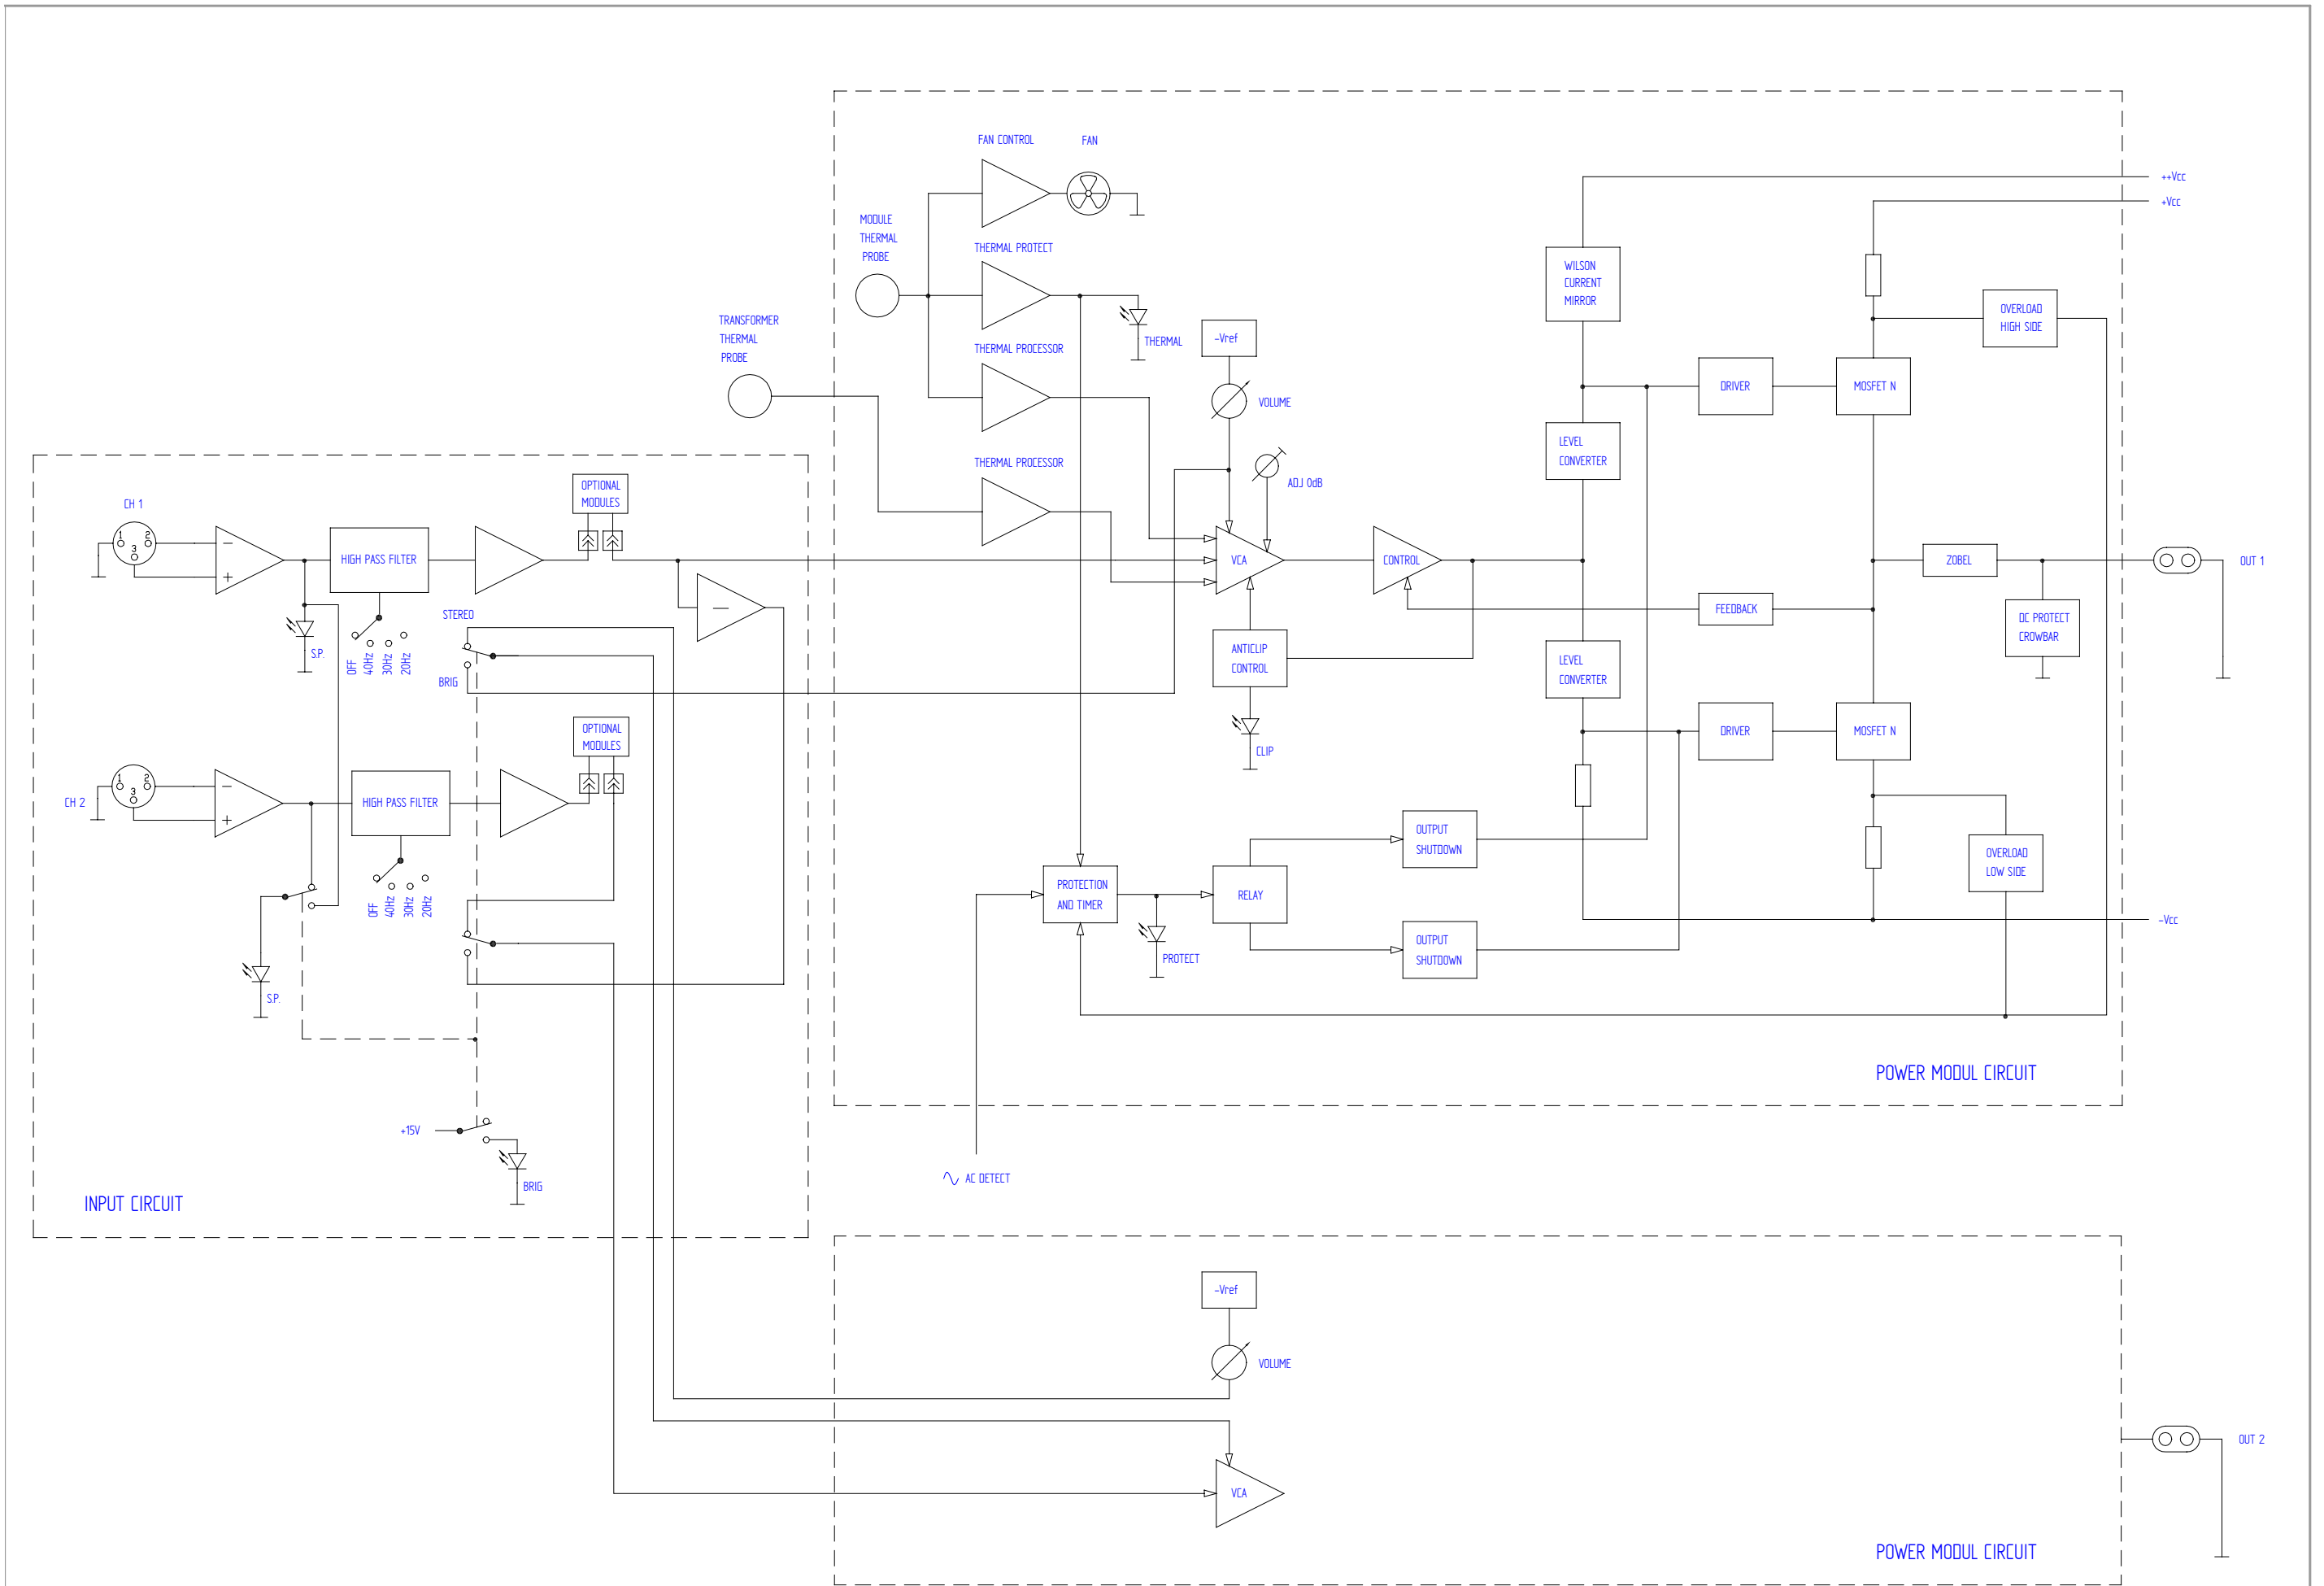 FAN CONTROL
FAN
++Vcc
+Vcc
MODULE
THERMAL
PROBE
THERMAL PROTECT
WILSON
CURRENT
MIRROR
OVERLOAD
HIGH SIDE
TRANSFORMER
THERMAL
PROBE
THERMAL
-Vref
THERMAL PROCESSOR
DRIVER
MOSFET N
VOLUME
LEVEL
CONVERTER
THERMAL PROCESSOR
ADJ 0dB
OPTIONAL
MODULES
CH 1
1
2
3
-
+
HIGH PASS FILTER
VCA
CONTROL
ZOBEL
OUT 1
FEEDBACK
DC PROTECT
CROWBAR
STEREO
-
S.P.
OFF
40Hz
30Hz
20Hz
BRIG
ANTICLIP
CONTROL
LEVEL
CONVERTER
OPTIONAL
MODULES
CLIP
DRIVER
MOSFET N
CH 2
1
2
3
-
+
HIGH PASS FILTER
OUTPUT
SHUTDOWN
OVERLOAD
LOW SIDE
OFF
40Hz
30Hz
20Hz
PROTECTION
AND TIMER
RELAY
-Vcc
OUTPUT
SHUTDOWN
PROTECT
S.P.
POWER MODUL CIRCUIT
+15V
BRIG
AC DETECT
INPUT CIRCUIT
-Vref
VOLUME
OUT 2
VCA
POWER MODUL CIRCUIT